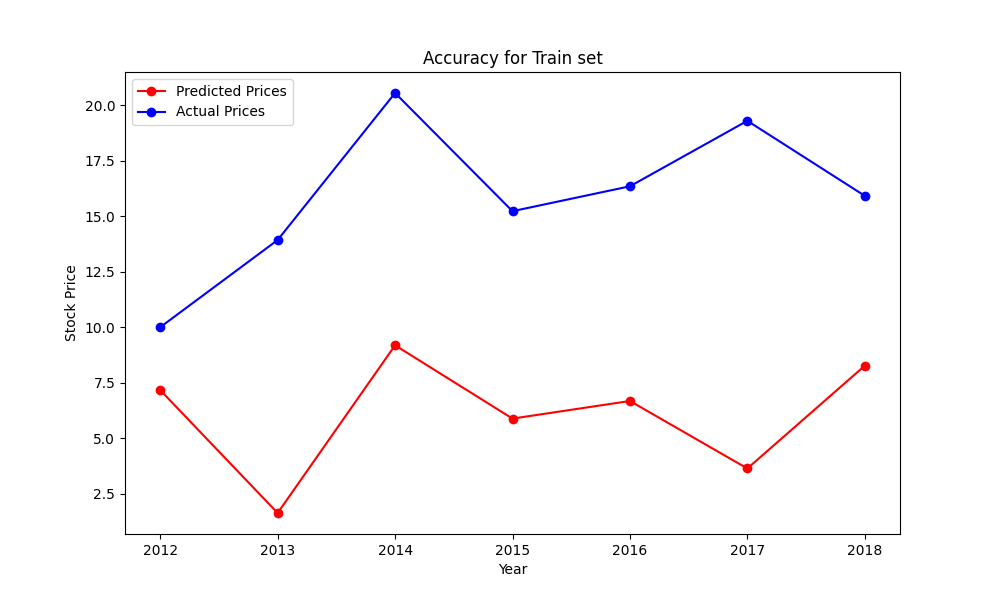 Accuracy for Train set
Predicted Prices
Actual Prices
20.0
17.5
15.0
12.5
10.0
7.5
5.0
2.5
Stock Price
2012 2013 2014 2015 2016 2017 2018
Year